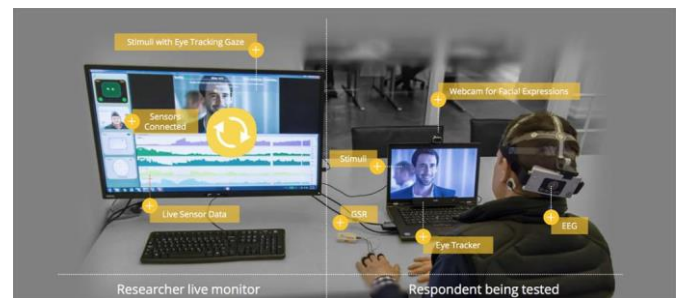 Stimuli with Eye Tracking Gaze
Webcam for Facial Expressions
Sensors
Connected
Stimuli
Live Sensor Data
GSR
EEG
Eye Tracker
Researcher live monitor
Respondent being tested